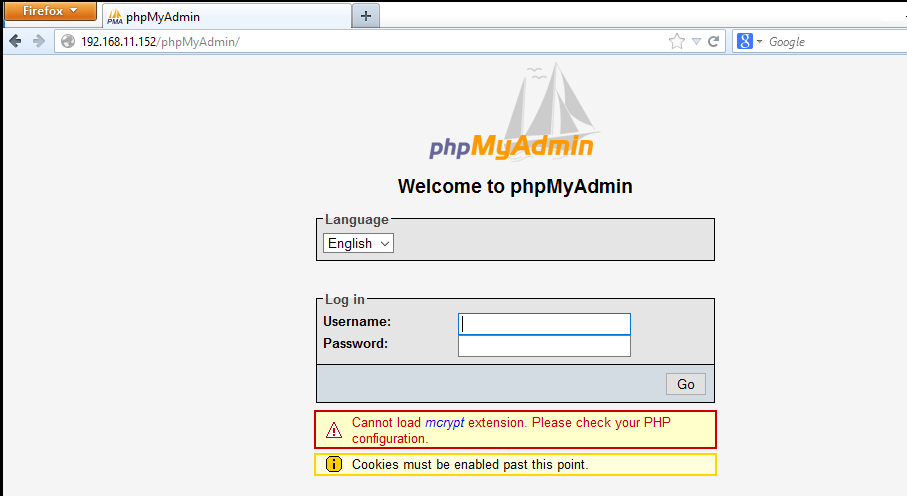 Firefox
PMA phpMyAdmin
192.168.11.152/phpMyAdmin/
8 Google
phpMyAdmin
Welcome to phpMyAdmin
Language
English
Log in
Username:
Password:
Go
Cannot load mcrypt extension. Please check your PHP
configuration.
Cookies must be enabled past this point.